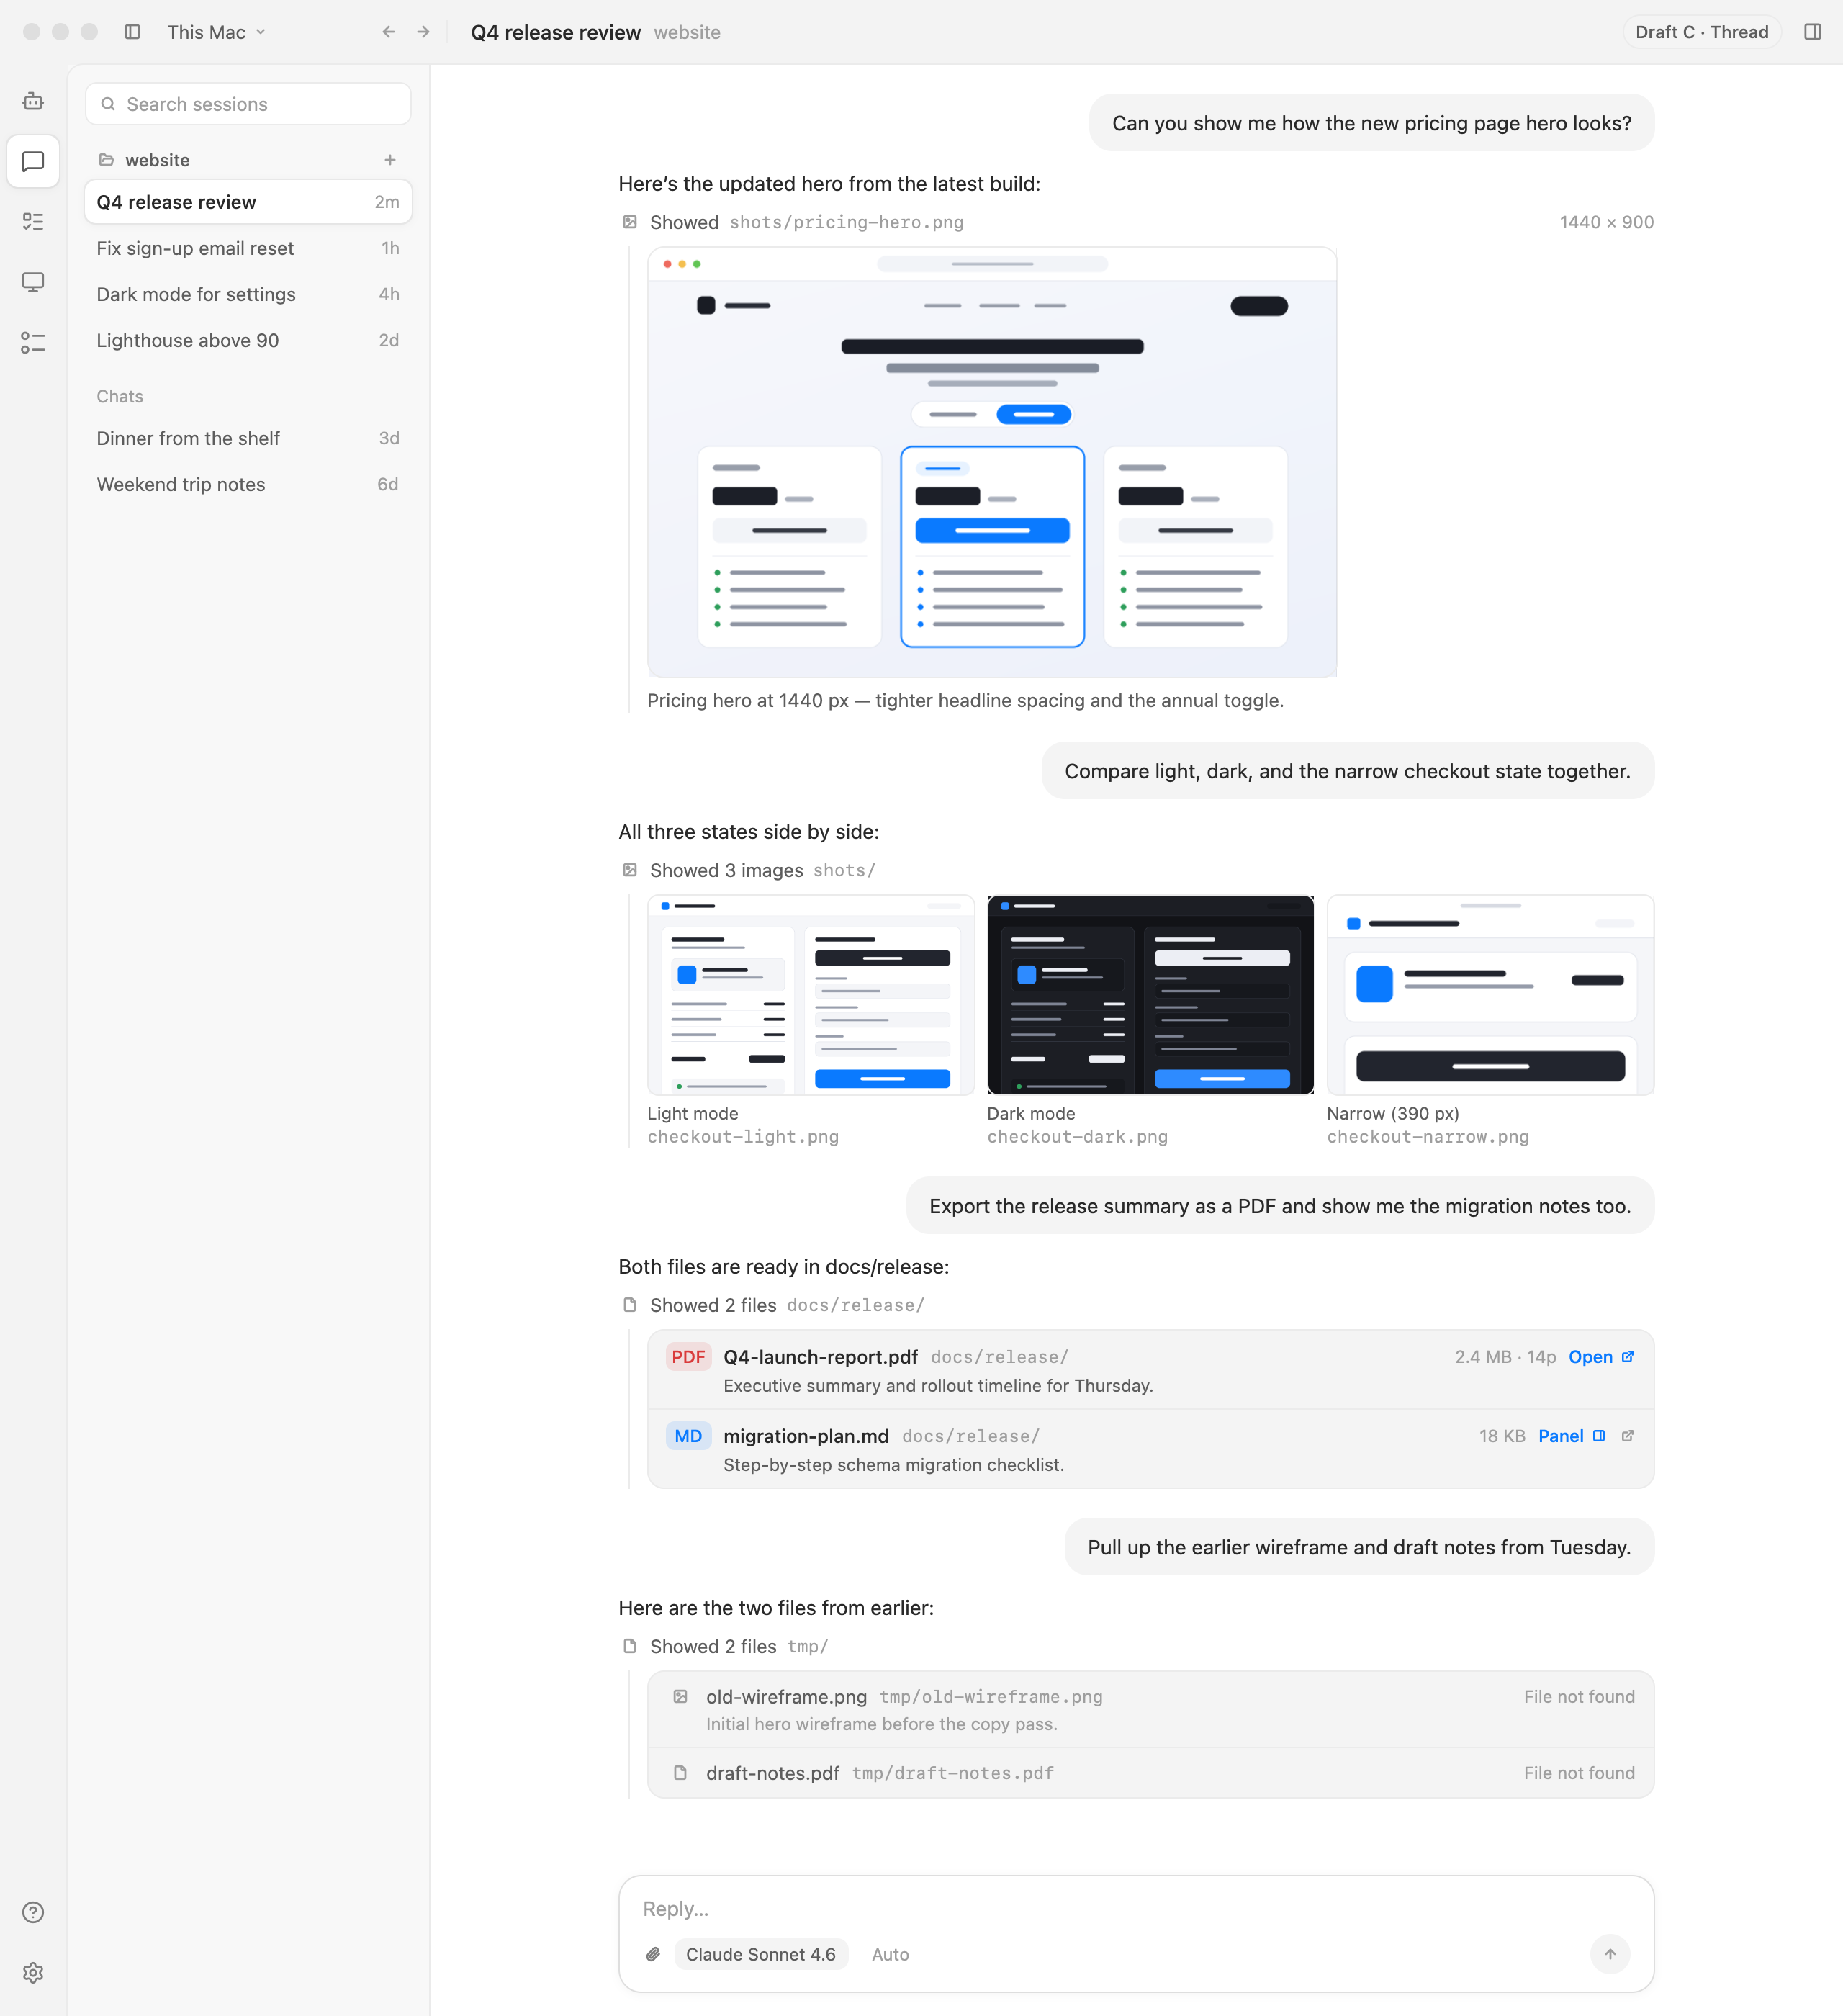 This Mac
Q4 release review website
Draft C · Thread
Search sessions
website
Q4 release review 2m
Fix sign-up email reset 1h
Dark mode for settings 4h
Lighthouse above 90 2d
Chats
Dinner from the shelf 3d
Weekend trip notes 6d
Can you show me how the new pricing page hero looks?
Here’s the updated hero from the latest build:
Showed shots/pricing-hero.png 1440 × 900
Pricing hero at 1440 px — tighter headline spacing and the annual toggle.
Compare light, dark, and the narrow checkout state together.
All three states side by side:
Showed 3 images shots/
Light mode
checkout-light.png
Dark mode
checkout-dark.png
Narrow (390 px)
checkout-narrow.png
Export the release summary as a PDF and show me the migration notes too.
Both files are ready in docs/release:
Showed 2 files docs/release/
PDF Q4-launch-report.pdf docs/release/ 2.4 MB · 14p Open
Executive summary and rollout timeline for Thursday.
MD migration-plan.md docs/release/ 18 KB Panel
Step-by-step schema migration checklist.
Pull up the earlier wireframe and draft notes from Tuesday.
Here are the two files from earlier:
Showed 2 files tmp/
old-wireframe.png tmp/old-wireframe.png File not found
Initial hero wireframe before the copy pass.
draft-notes.pdf tmp/draft-notes.pdf File not found
Reply...
Claude Sonnet 4.6 Auto